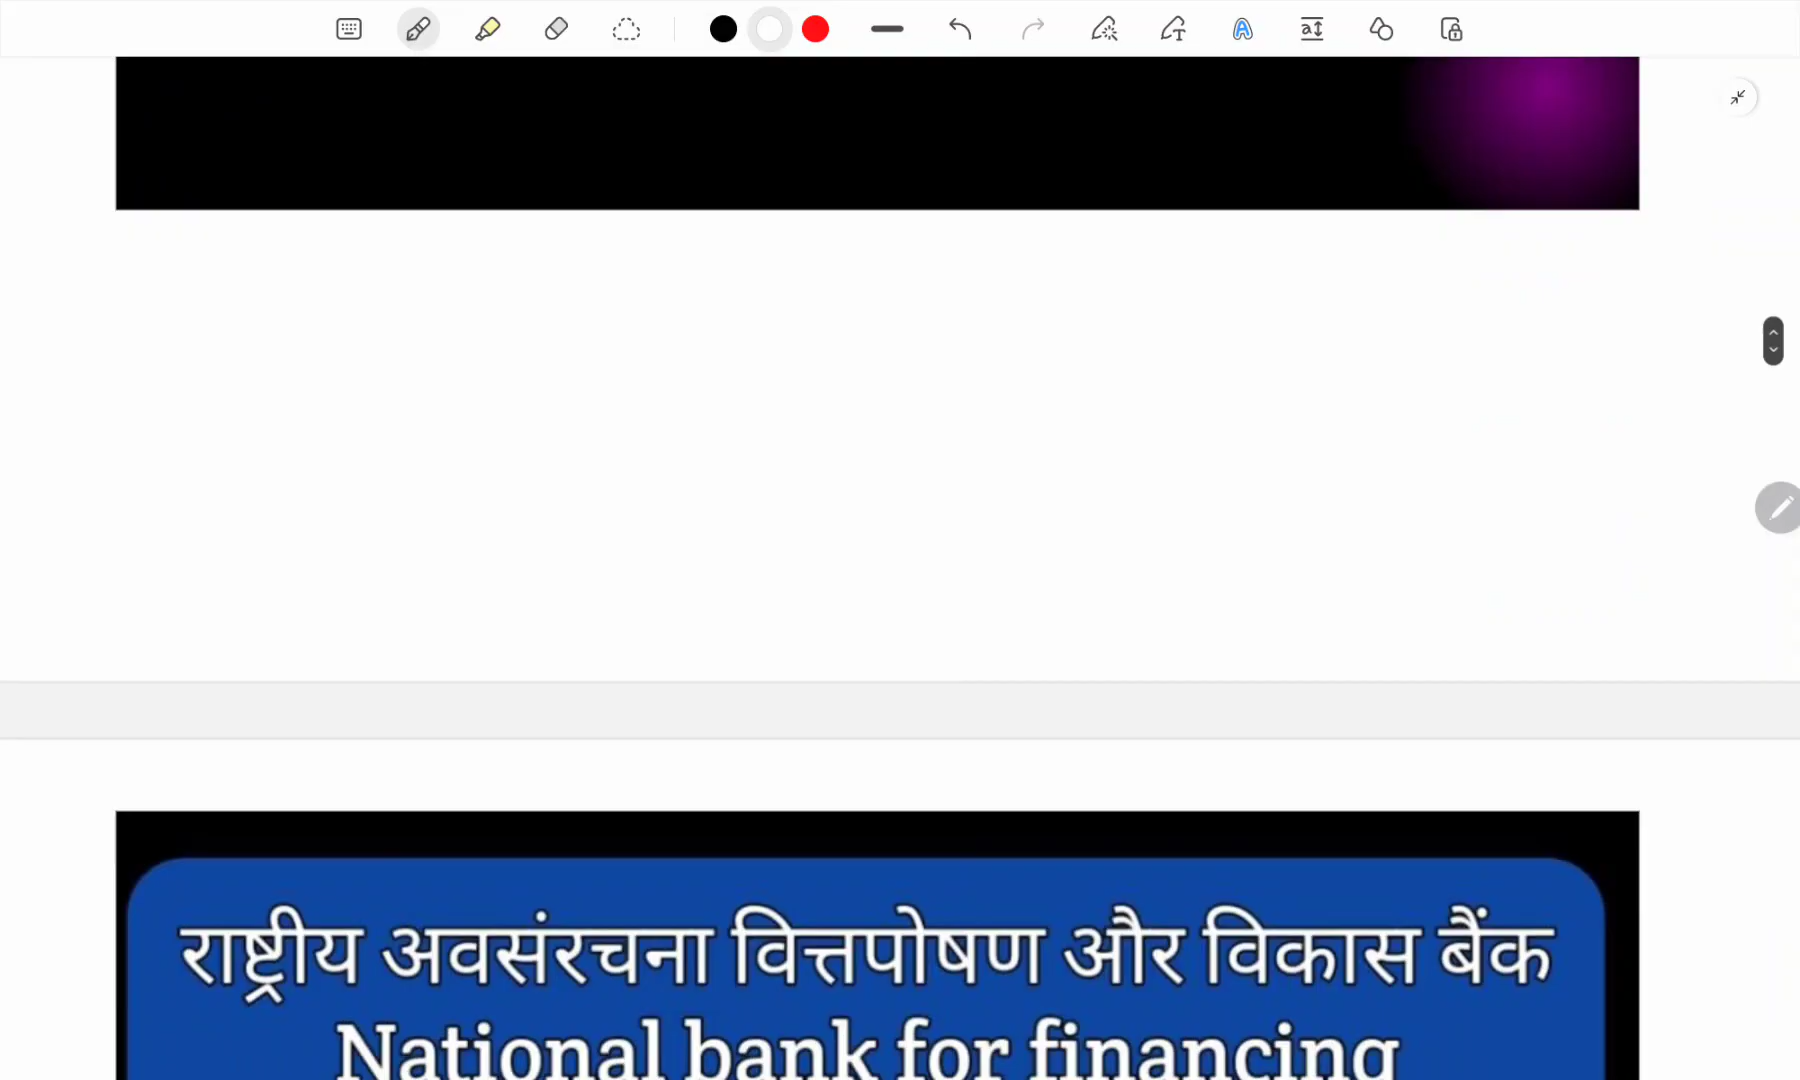 राष्ट्रीय अवसंरचना वित्तपोषण और विकास बैंक
National bank for financing